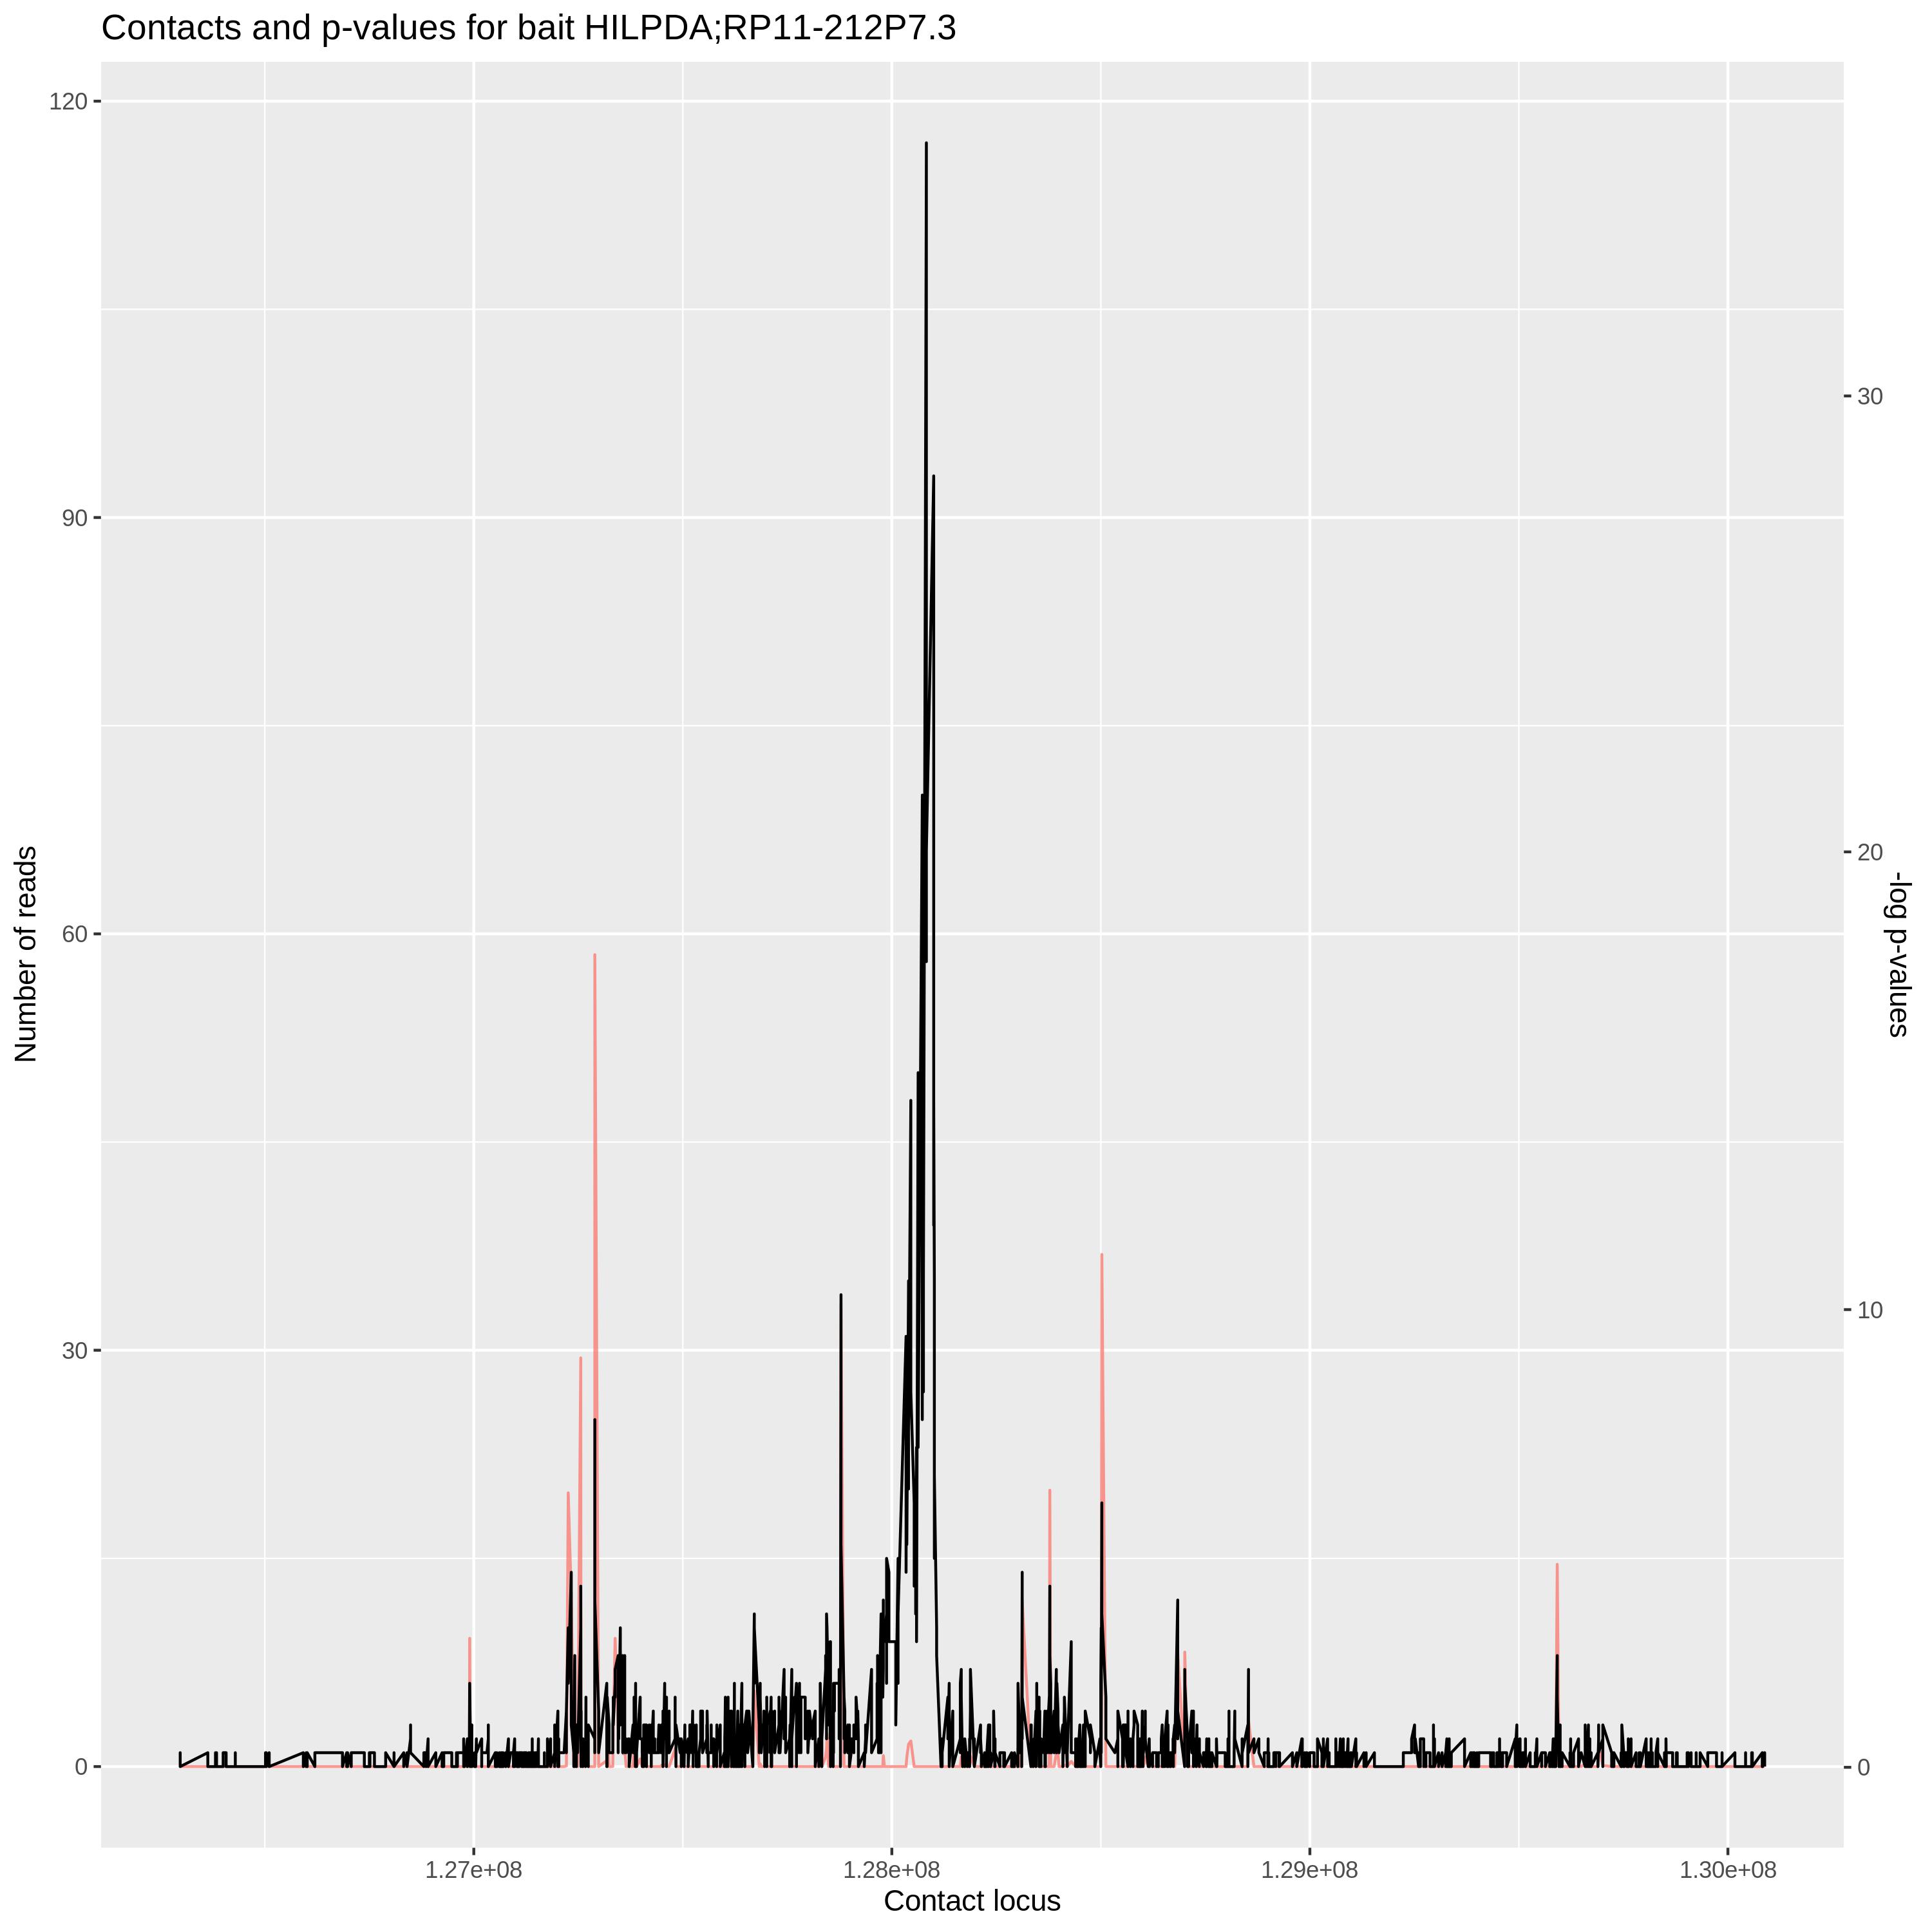 Contacts and p-values for bait HILPDA;RP11-212P7.3
120
90
60
30
0
Number of reads
30
20
10
0
-log p-values
1.27e+08
1.28e+08
1.29e+08
1.30e+08
Contact locus